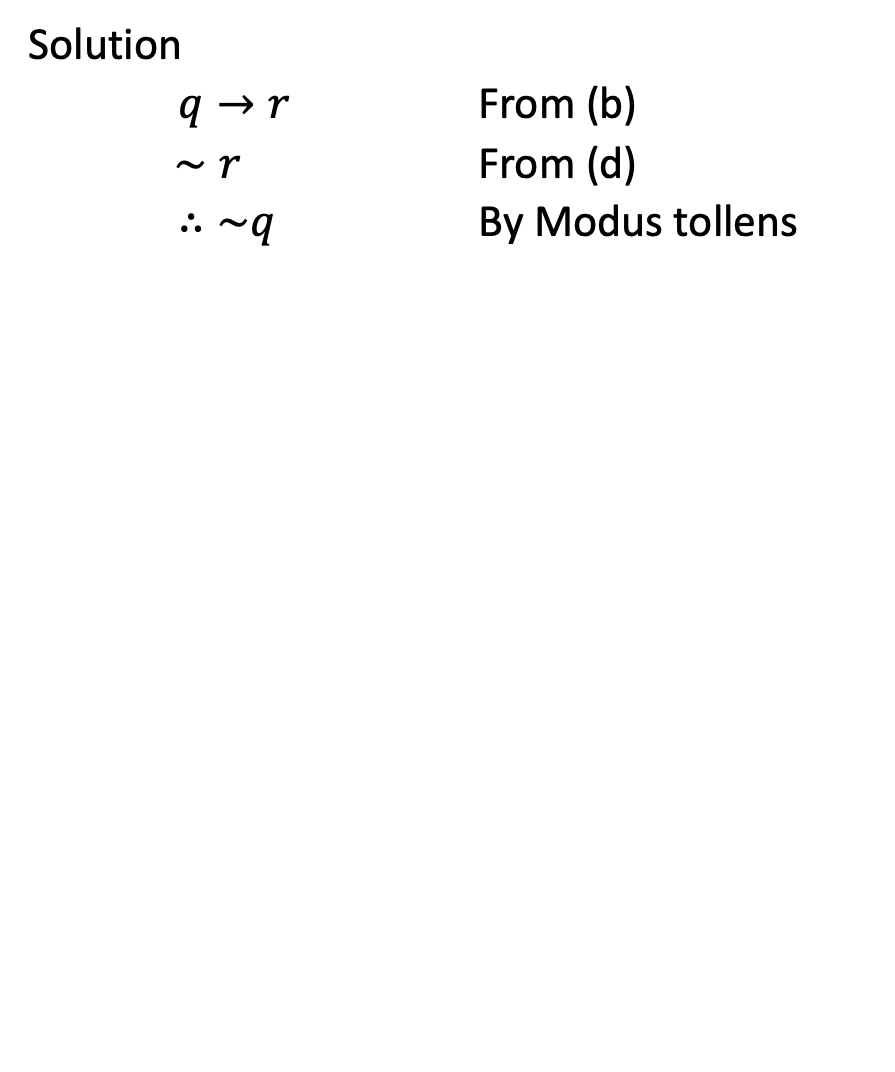 Solution
q → r From (b)
~ r From (d)
∴ ~q By Modus tollens